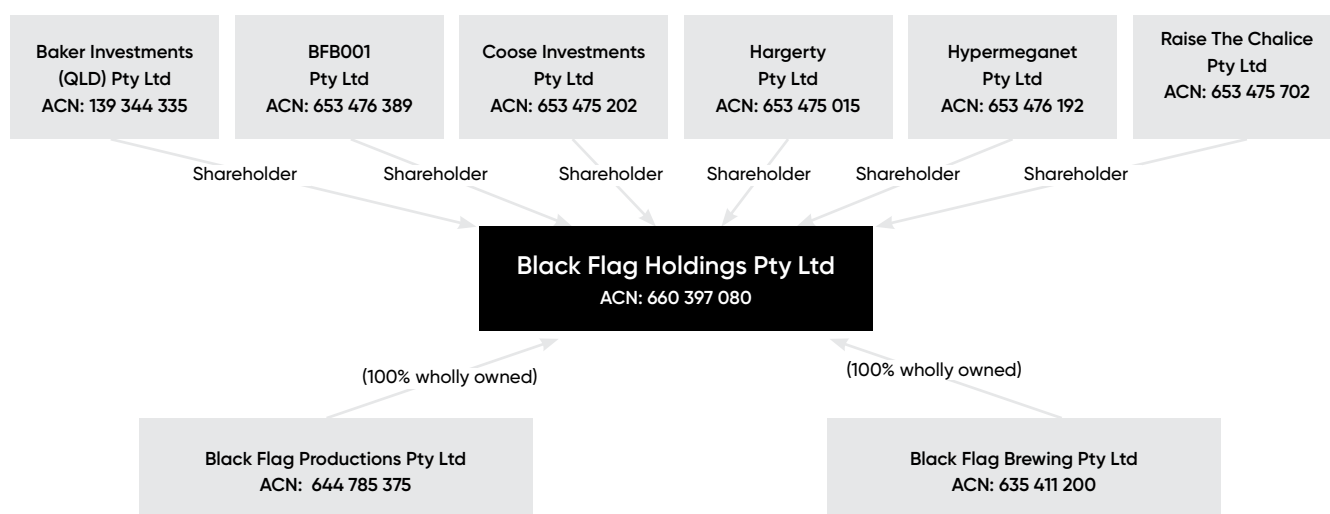 Baker Investments
(QLD) Pty Ltd
ACN: 139 344 335
BFB001
Pty Ltd
ACN: 653 476 389
Coose Investments
Pty Ltd
ACN: 653 475 202
Hargerty
Pty Ltd
ACN: 653 475 015
Hypermeganet
Pty Ltd
ACN: 653 476 192
Raise The Chalice
Pty Ltd
ACN: 653 475 702
Shareholder
Shareholder
Shareholder
Shareholder
Shareholder
Shareholder
Black Flag Holdings Pty Ltd
ACN: 660 397 080
(100% wholly owned)
(100% wholly owned)
Black Flag Productions Pty Ltd
ACN: 644 785 375
Black Flag Brewing Pty Ltd
ACN: 635 411 200